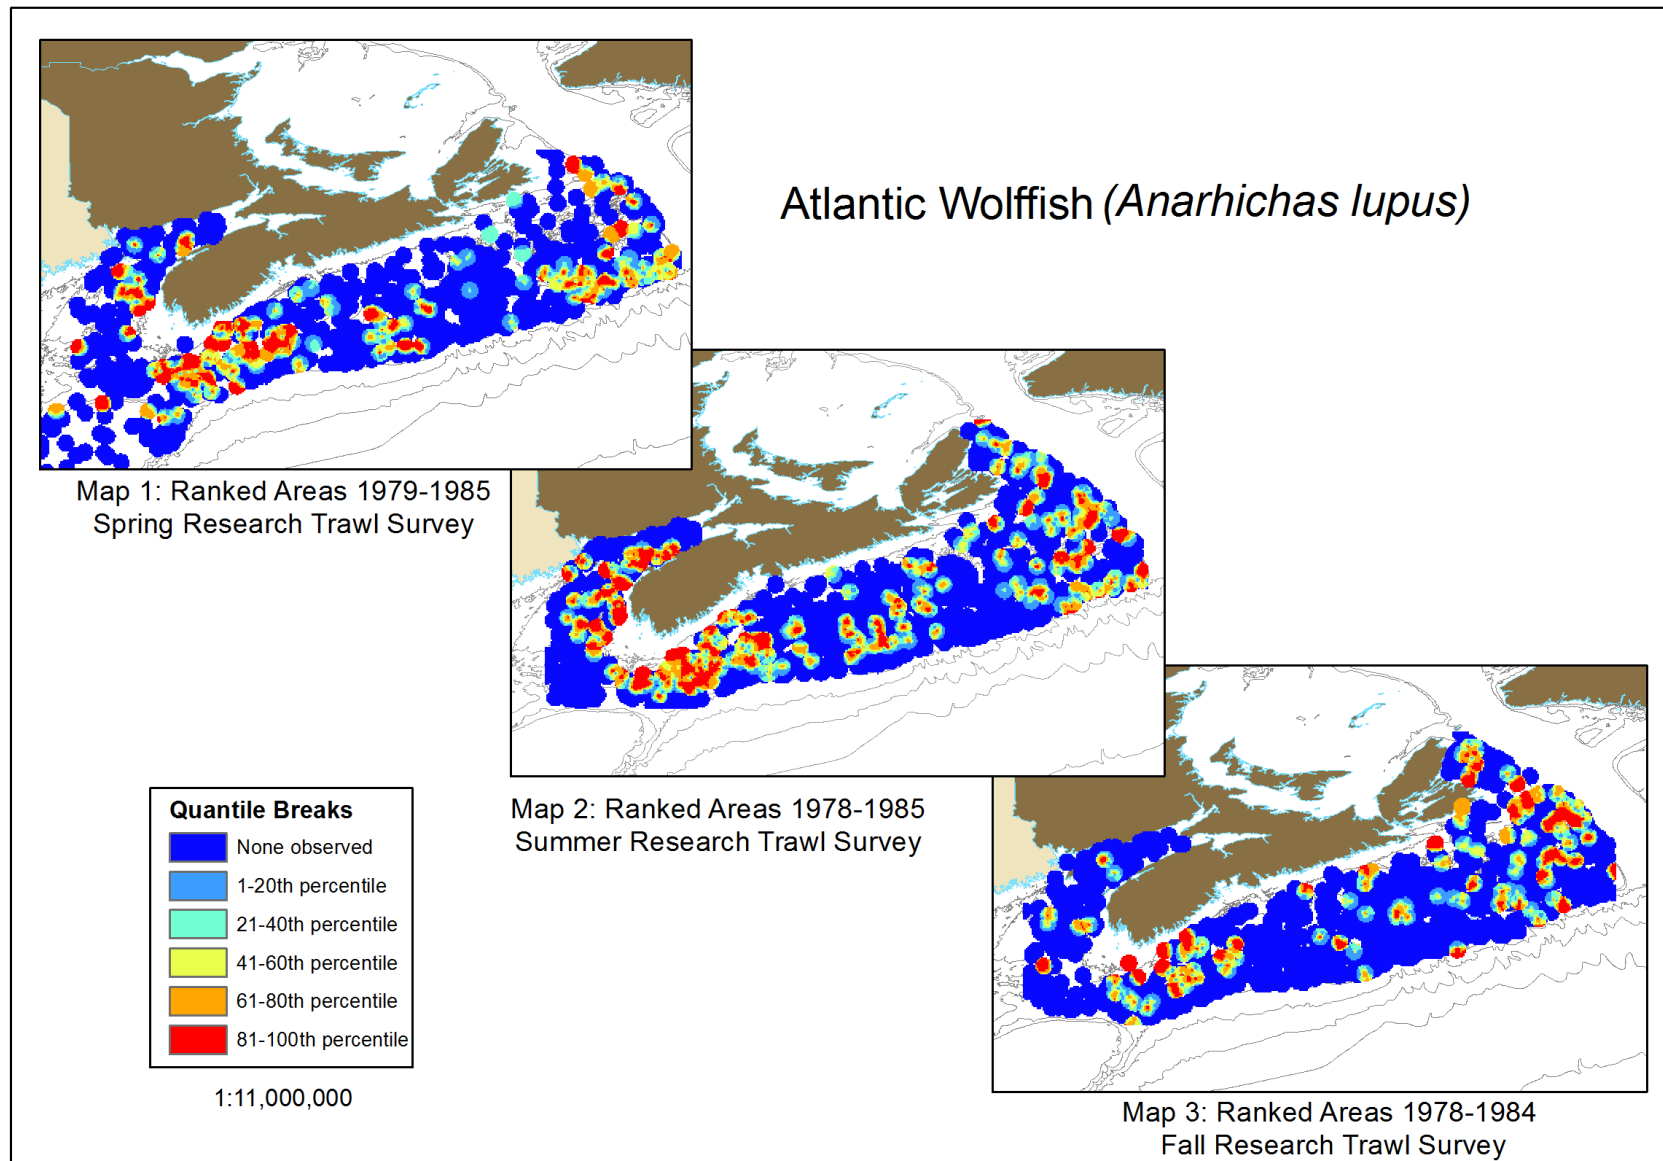 Atlantic Wolffish (Anarhichas lupus)
Map 1: Ranked Areas 1979-1985
Spring Research Trawl Survey
Map 2: Ranked Areas 1978-1985
Summer Research Trawl Survey
Quantile Breaks
None observed
1-20th percentile
21-40th percentile
41-60th percentile
61-80th percentile
81-100th percentile
1:11,000,000
Map 3: Ranked Areas 1978-1984
Fall Research Trawl Survey